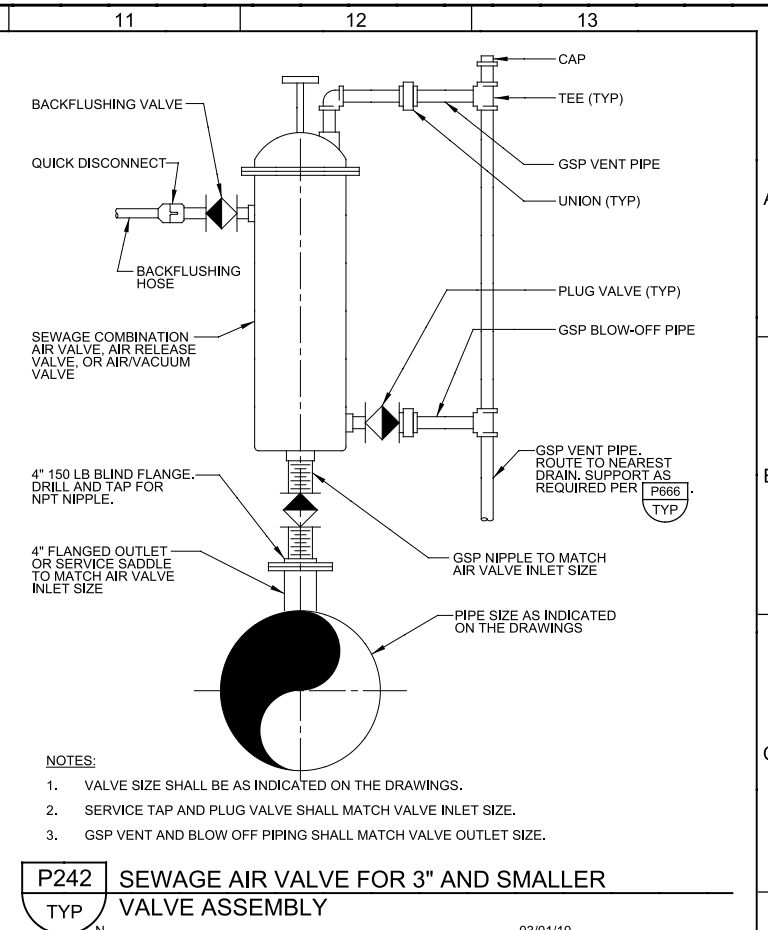 11
12
13
CAP
BACKFLUSHING VALVE
TEE (TYP)
QUICK DISCONNECT
GSP VENT PIPE
A
UNION (TYP)
BACKFLUSHING
HOSE
PLUG VALVE (TYP)
SEWAGE COMBINATION
AIR VALVE, AIR RELEASE
VALVE, OR AIR/VACUUM
VALVE
GSP BLOW-OFF PIPE
GSP VENT PIPE.
ROUTE TO NEAREST
DRAIN. SUPPORT AS
REQUIRED PER P666 .
TYP
4" 150 LB BLIND FLANGE.
DRILL AND TAP FOR
NPT NIPPLE.
4" FLANGED OUTLET
OR SERVICE SADDLE
TO MATCH AIR VALVE
INLET SIZE
GSP NIPPLE TO MATCH
AIR VALVE INLET SIZE
PIPE SIZE AS INDICATED
ON THE DRAWINGS
NOTES:
1. VALVE SIZE SHALL BE AS INDICATED ON THE DRAWINGS.
2. SERVICE TAP AND PLUG VALVE SHALL MATCH VALVE INLET SIZE.
3. GSP VENT AND BLOW OFF PIPING SHALL MATCH VALVE OUTLET SIZE.
P242
TYP
SEWAGE AIR VALVE FOR 3" AND SMALLER
VALVE ASSEMBLY